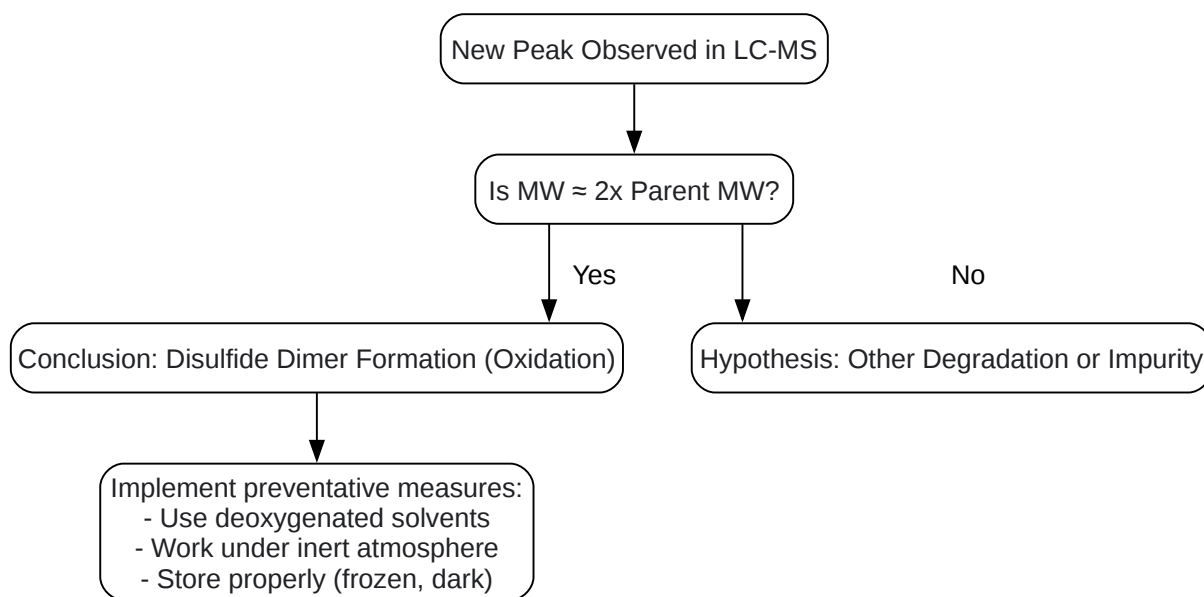 New Peak Observed in LC-MS
Is MW ≈ 2x Parent MW?
Yes
No
Conclusion: Disulfide Dimer Formation (Oxidation)
Hypothesis: Other Degradation or Impurity
Implement preventative measures:
- Use deoxygenated solvents
- Work under inert atmosphere
- Store properly (frozen, dark)